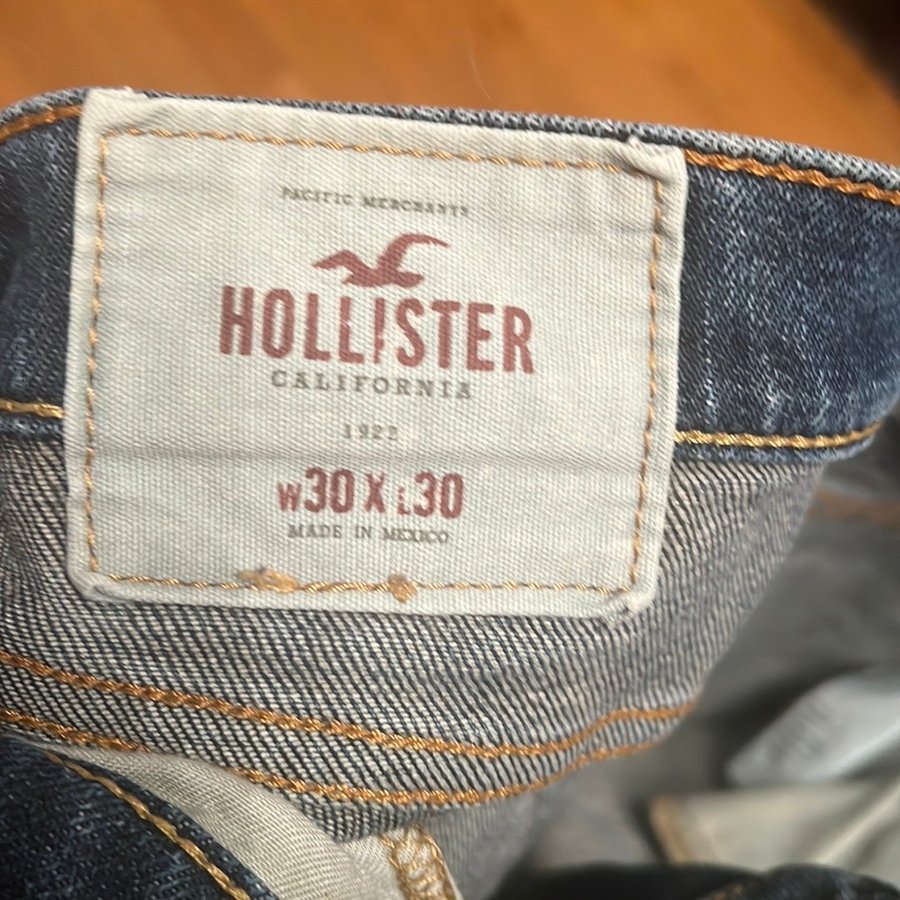 PACIFIC MERCHANTS
HOLLISTER
CALIFORNIA
1922
W30 X L30
MADE IN MEXICO